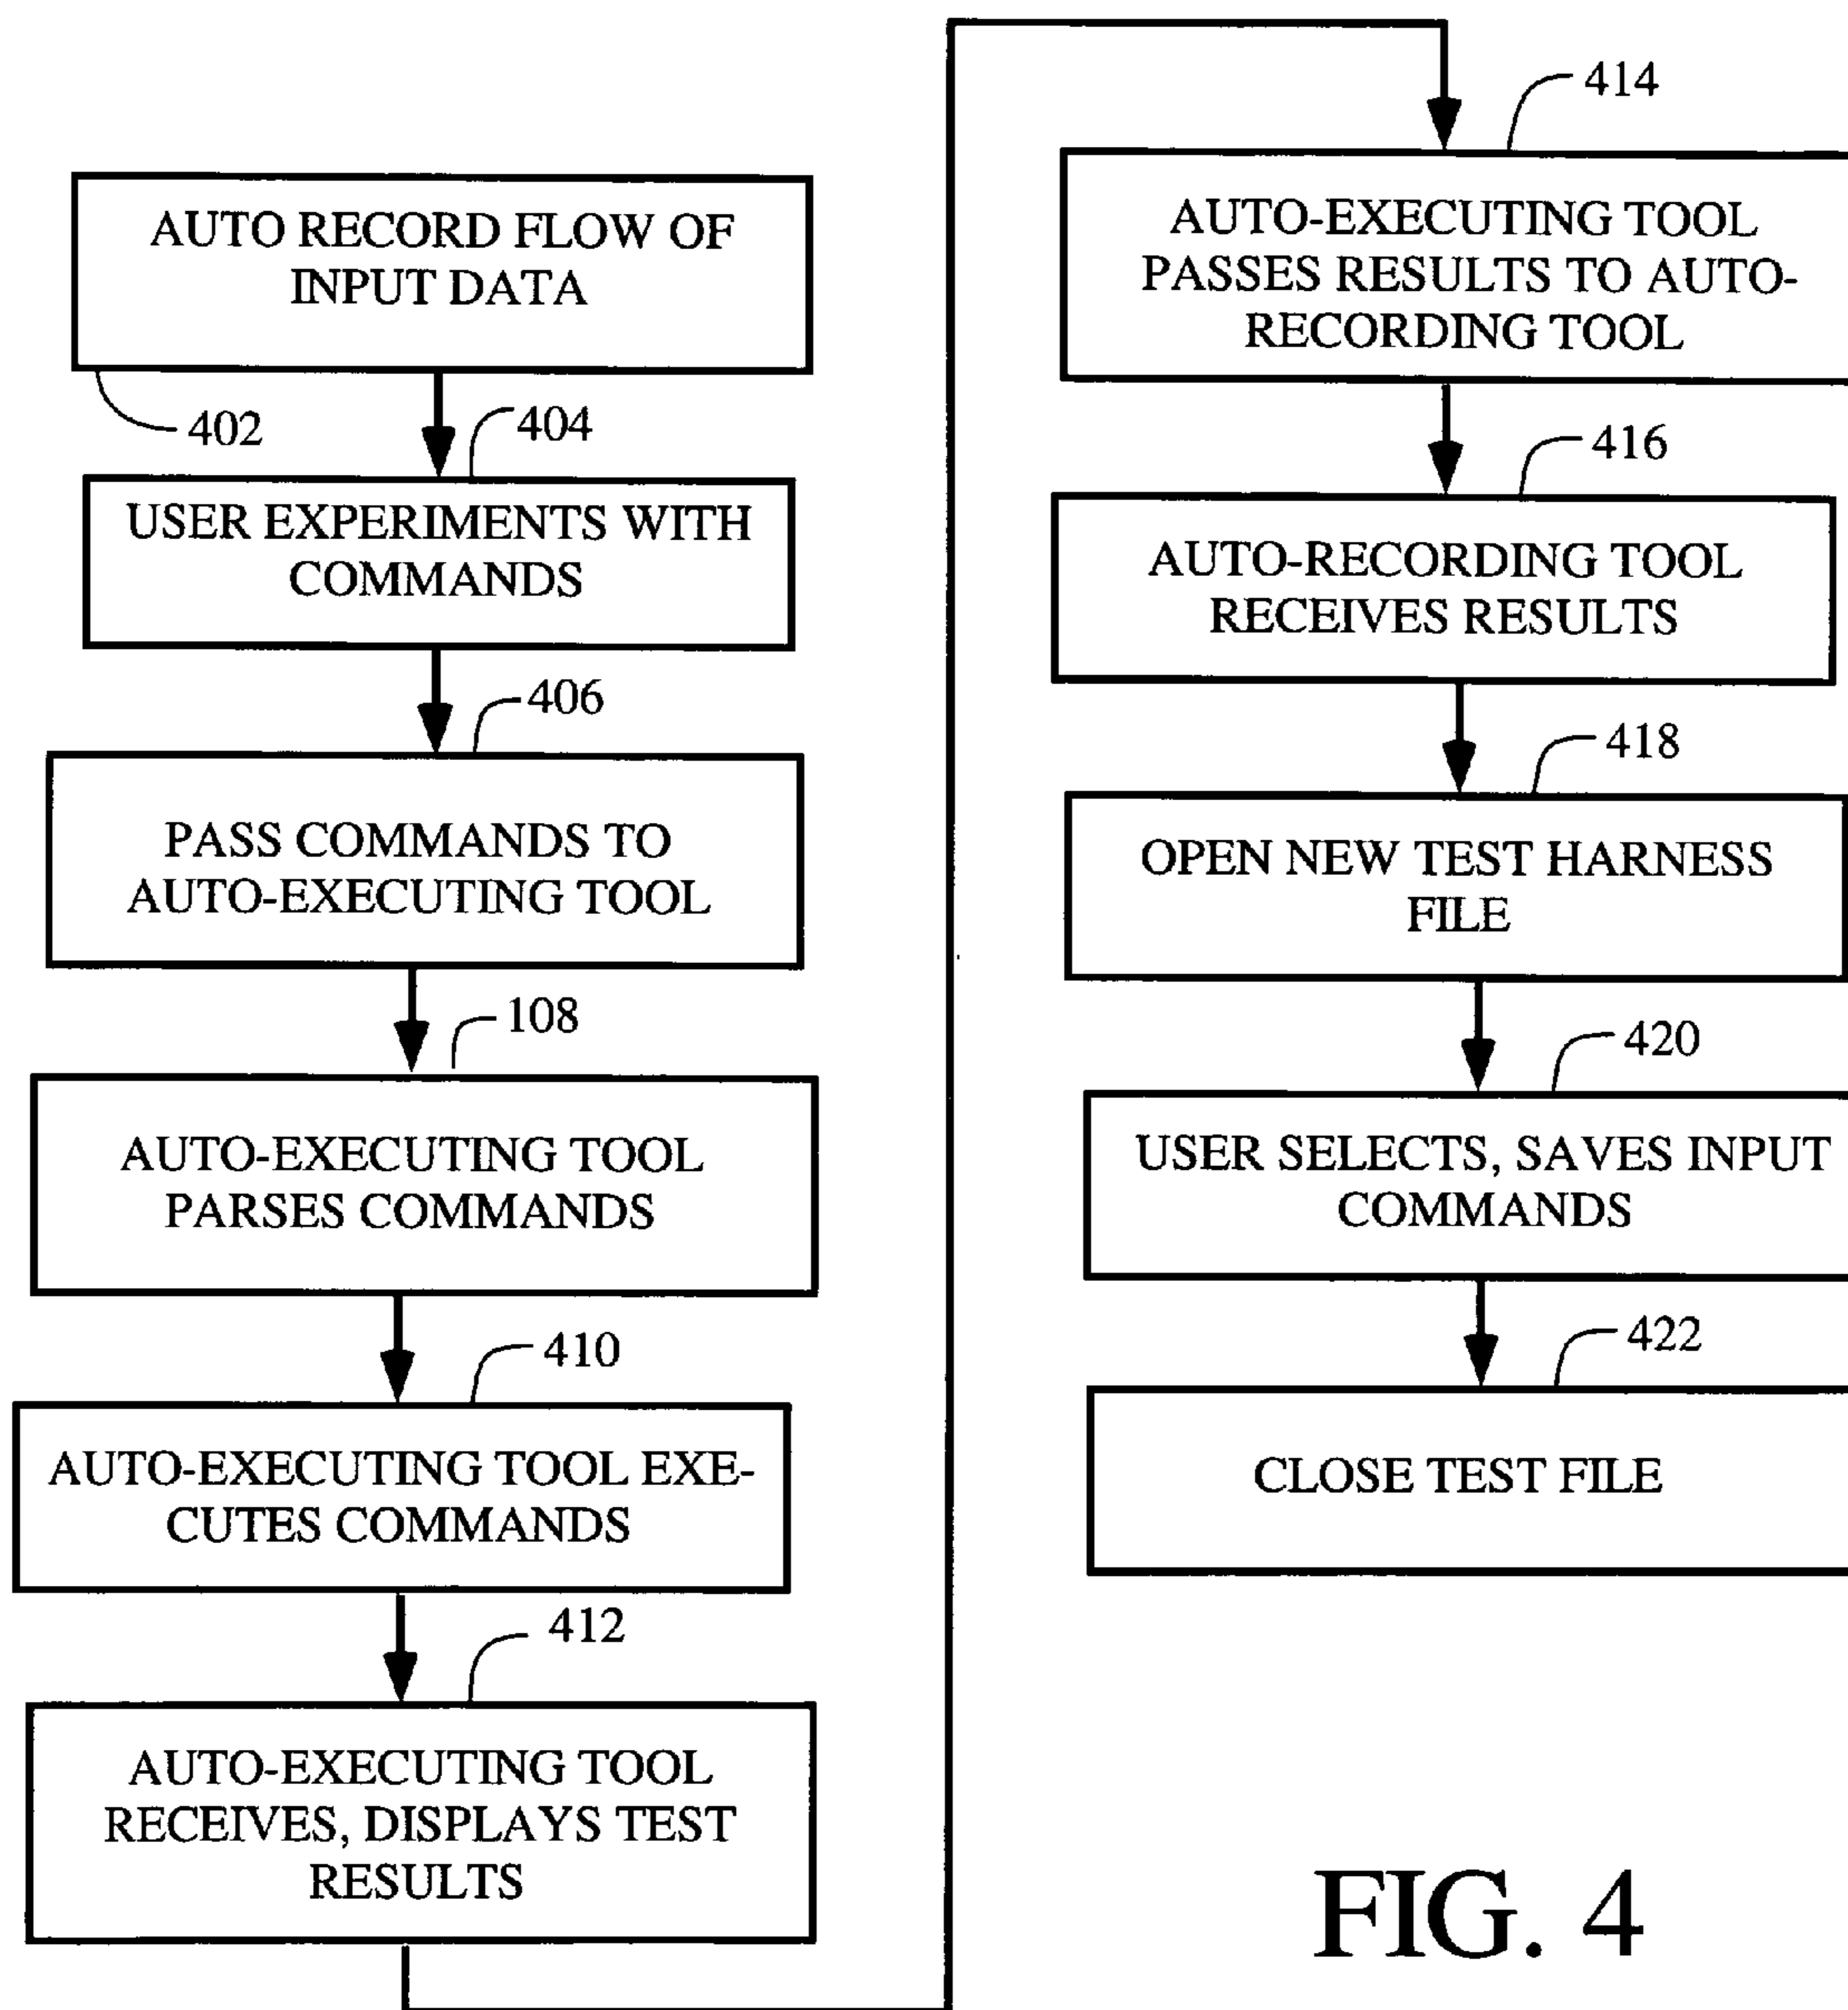 AUTO RECORD FLOW OF
INPUT DATA
402
404
USER EXPERIMENTS WITH
COMMANDS
406
PASS COMMANDS TO
AUTO-EXECUTING TOOL
108
AUTO-EXECUTING TOOL
PARSES COMMANDS
410
AUTO-EXECUTING TOOL EXE-
CUTES COMMANDS
412
AUTO-EXECUTING TOOL
RECEIVES, DISPLAYS TEST
RESULTS
414
AUTO-EXECUTING TOOL
PASSES RESULTS TO AUTO-
RECORDING TOOL
416
AUTO-RECORDING TOOL
RECEIVES RESULTS
418
OPEN NEW TEST HARNESS
FILE
420
USER SELECTS, SAVES INPUT
COMMANDS
422
CLOSE TEST FILE
FIG. 4